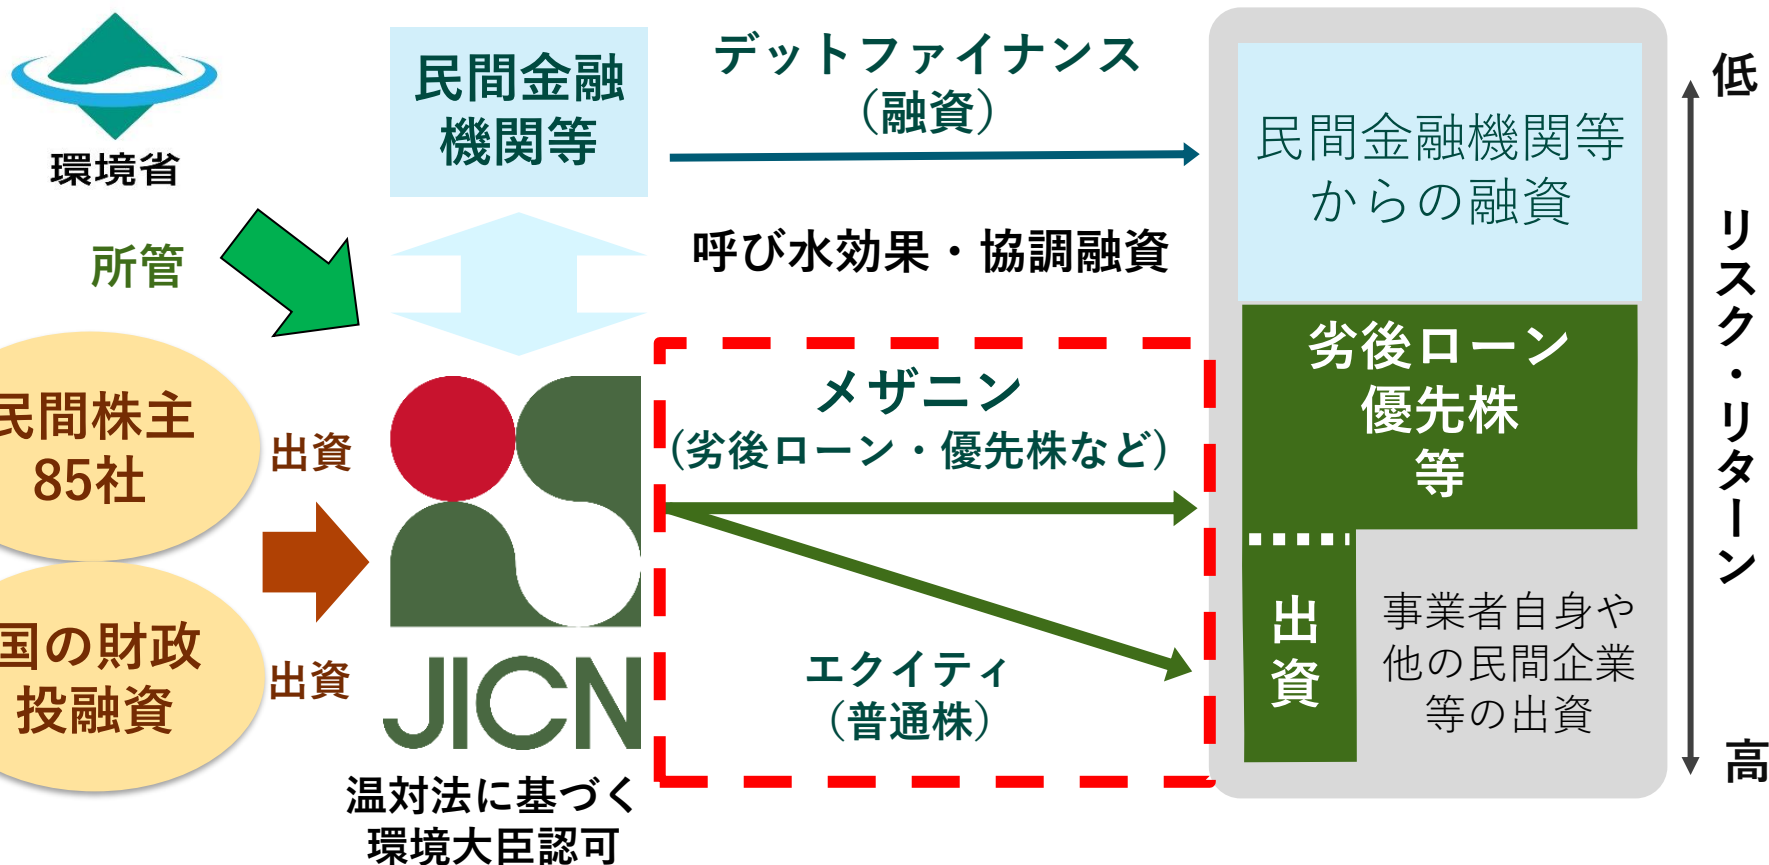 環境省
所管
民間株主
85社
国の財政
投融資
出資
出資
民間金融
機関等
JICN
温対法に基づく
環境大臣認可
デットファイナンス
（融資）
呼び水効果・協調融資
メザニン
（劣後ローン・優先株など）
エクイティ
（普通株）
民間金融機関等
からの融資
劣後ローン
優先株
等
出資
事業者自身や
他の民間企業
等の出資
低
リスク・リターン
高